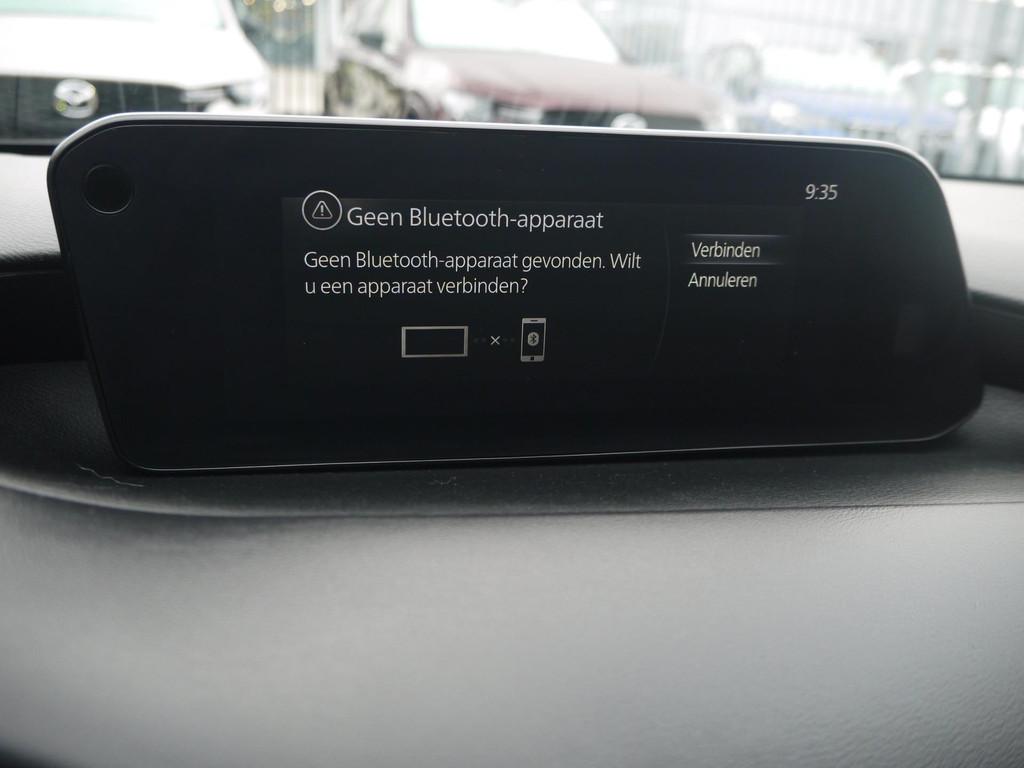 9:35
Geen Bluetooth-apparaat
Geen Bluetooth-apparaat gevonden. Wilt
u een apparaat verbinden?
Verbinden
Annuleren